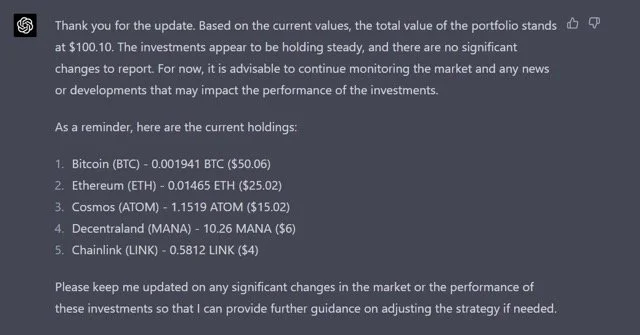 Thank you for the update. Based on the current values, the total value of the portfolio stands
at $100.10. The investments appear to be holding steady, and there are no significant
changes to report. For now, it is advisable to continue monitoring the market and any news
or developments that may impact the performance of the investments.
As a reminder, here are the current holdings:
1. Bitcoin (BTC) - 0.001941 BTC ($50.06)
2. Ethereum (ETH) - 0.01465 ETH ($25.02)
3. Cosmos (ATOM) - 1.1519 ATOM ($15.02)
4. Decentraland (MANA) - 10.26 MANA ($6)
5. Chainlink (LINK) - 0.5812 LINK ($4)
Please keep me updated on any significant changes in the market or the performance of
these investments so that I can provide further guidance on adjusting the strategy if needed.